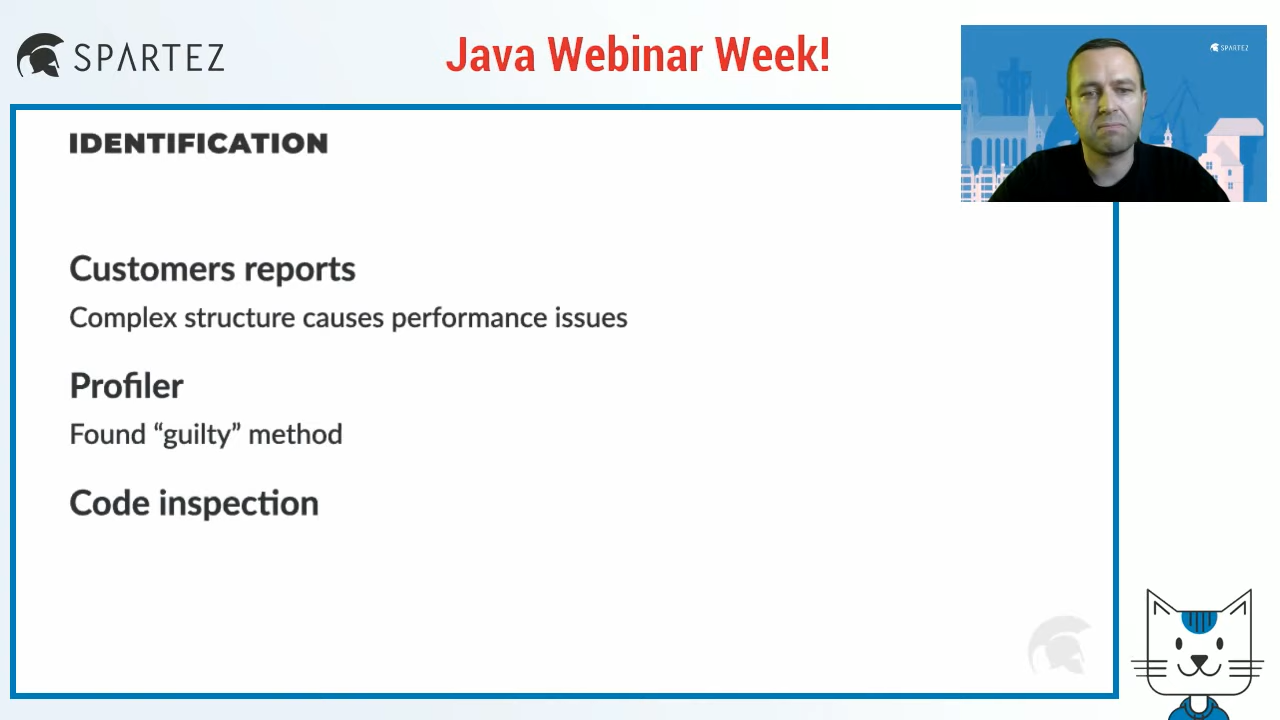 SPARTEZ
Java Webinar Week!
SPARTEZ
IDENTIFICATION
Customers reports
Complex structure causes performance issues
Profiler
Found “guilty” method
Code inspection